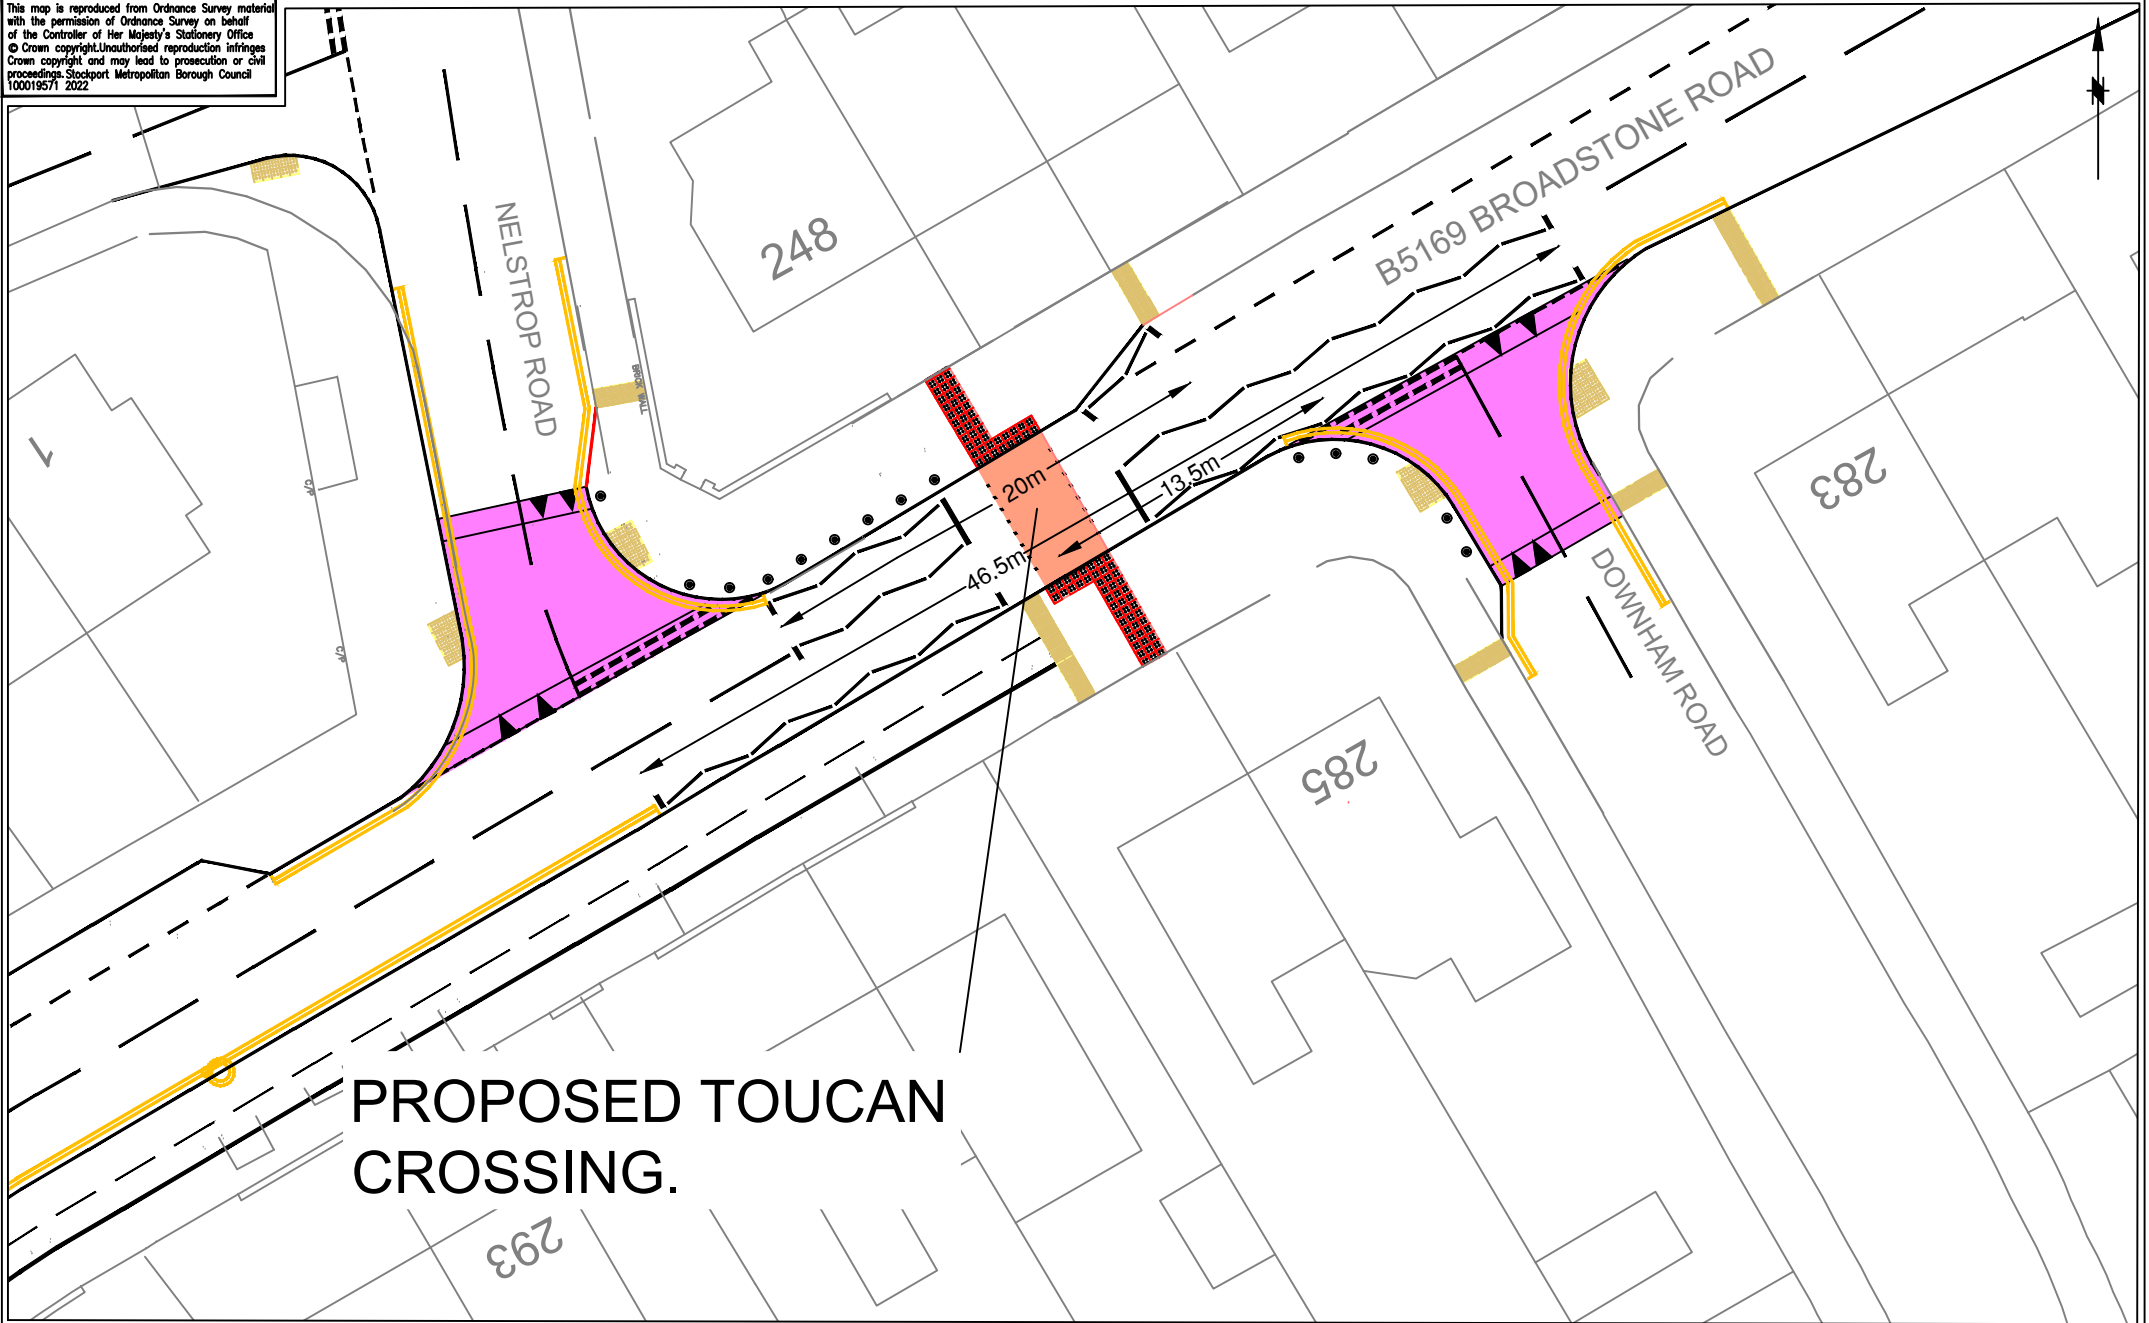 This map is reproduced from Ordnance Survey material
with the permission of Ordnance Survey on behalf
of the Controller of Her Majesty's Stationery Office
© Crown copyright.Unauthorised reproduction infringes
Crown copyright and may lead to prosecution or civil
proceedings. Stockport Metropolitan Borough Council
100019571 2022
N
B5169 BROADSTONE ROAD
NELSTROP ROAD
248
BRICK WALL
1
C/P
C/P
20m
13.5m
46.5m
283
DOWNHAM ROAD
285
PROPOSED TOUCAN
CROSSING.
293